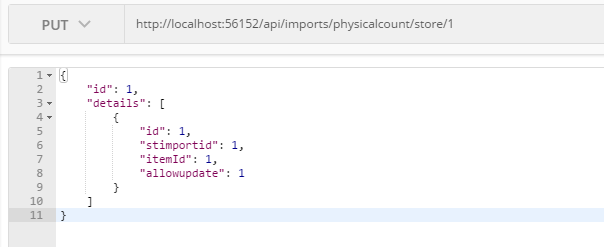 PUT http://localhost:56152/api/imports/physicalcount/store/1
1 {
2 "id": 1,
3 "details": [
4 {
5 "id": 1,
6 "stimportid": 1,
7 "itemId": 1,
8 "allowupdate": 1
9 }
10 ]
11 }